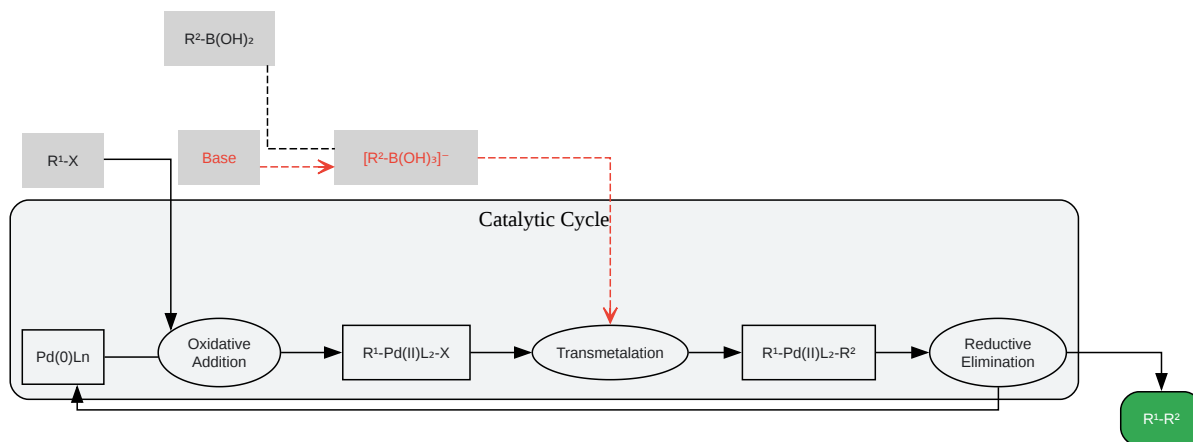 R²-B(OH)₂
R¹-X
Base
[R²-B(OH)₃]⁻
Catalytic Cycle
Pd(0)Ln
Oxidative
Addition
R¹-Pd(II)L₂-X
Transmetalation
R¹-Pd(II)L₂-R²
Reductive
Elimination
R¹-R²